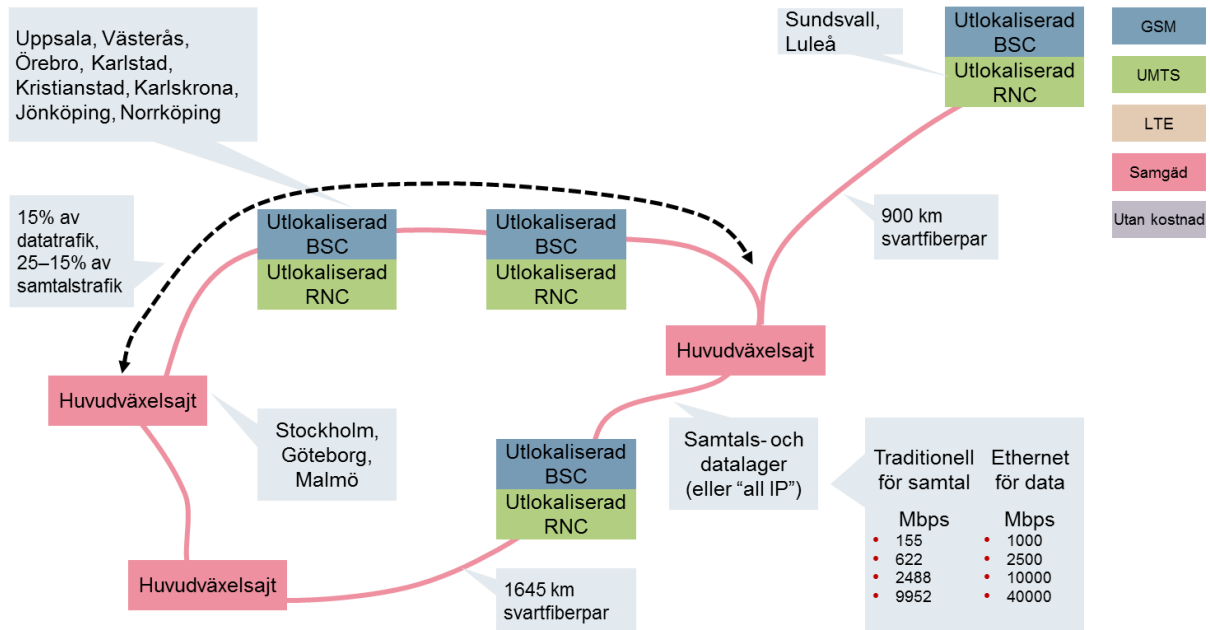 Uppsala, Västerås,
Örebro, Karlstad,
Kristianstad, Karlskrona,
Jönköping, Norrköping
Sundsvall,
Luleå
Utlokaliserad
BSC
Utlokaliserad
RNC
GSM
UMTS
LTE
Samgäd
Utan kostnad
15% av
datatrafik,
25–15% av
samtalstrafik
Utlokaliserad
BSC
Utlokaliserad
RNC
Utlokaliserad
BSC
Utlokaliserad
RNC
900 km
svartfiberpar
Huvudväxelsajt
Huvudväxelsajt
Stockholm,
Göteborg,
Malmö
Utlokaliserad
BSC
Utlokaliserad
RNC
Samtals- och
datalager
(eller “all IP”)
Traditionell
för samtal
Mbps
• 155
• 622
• 2488
• 9952
Ethernet
för data
Mbps
• 1000
• 2500
• 10000
• 40000
Huvudväxelsajt
1645 km
svartfiberpar